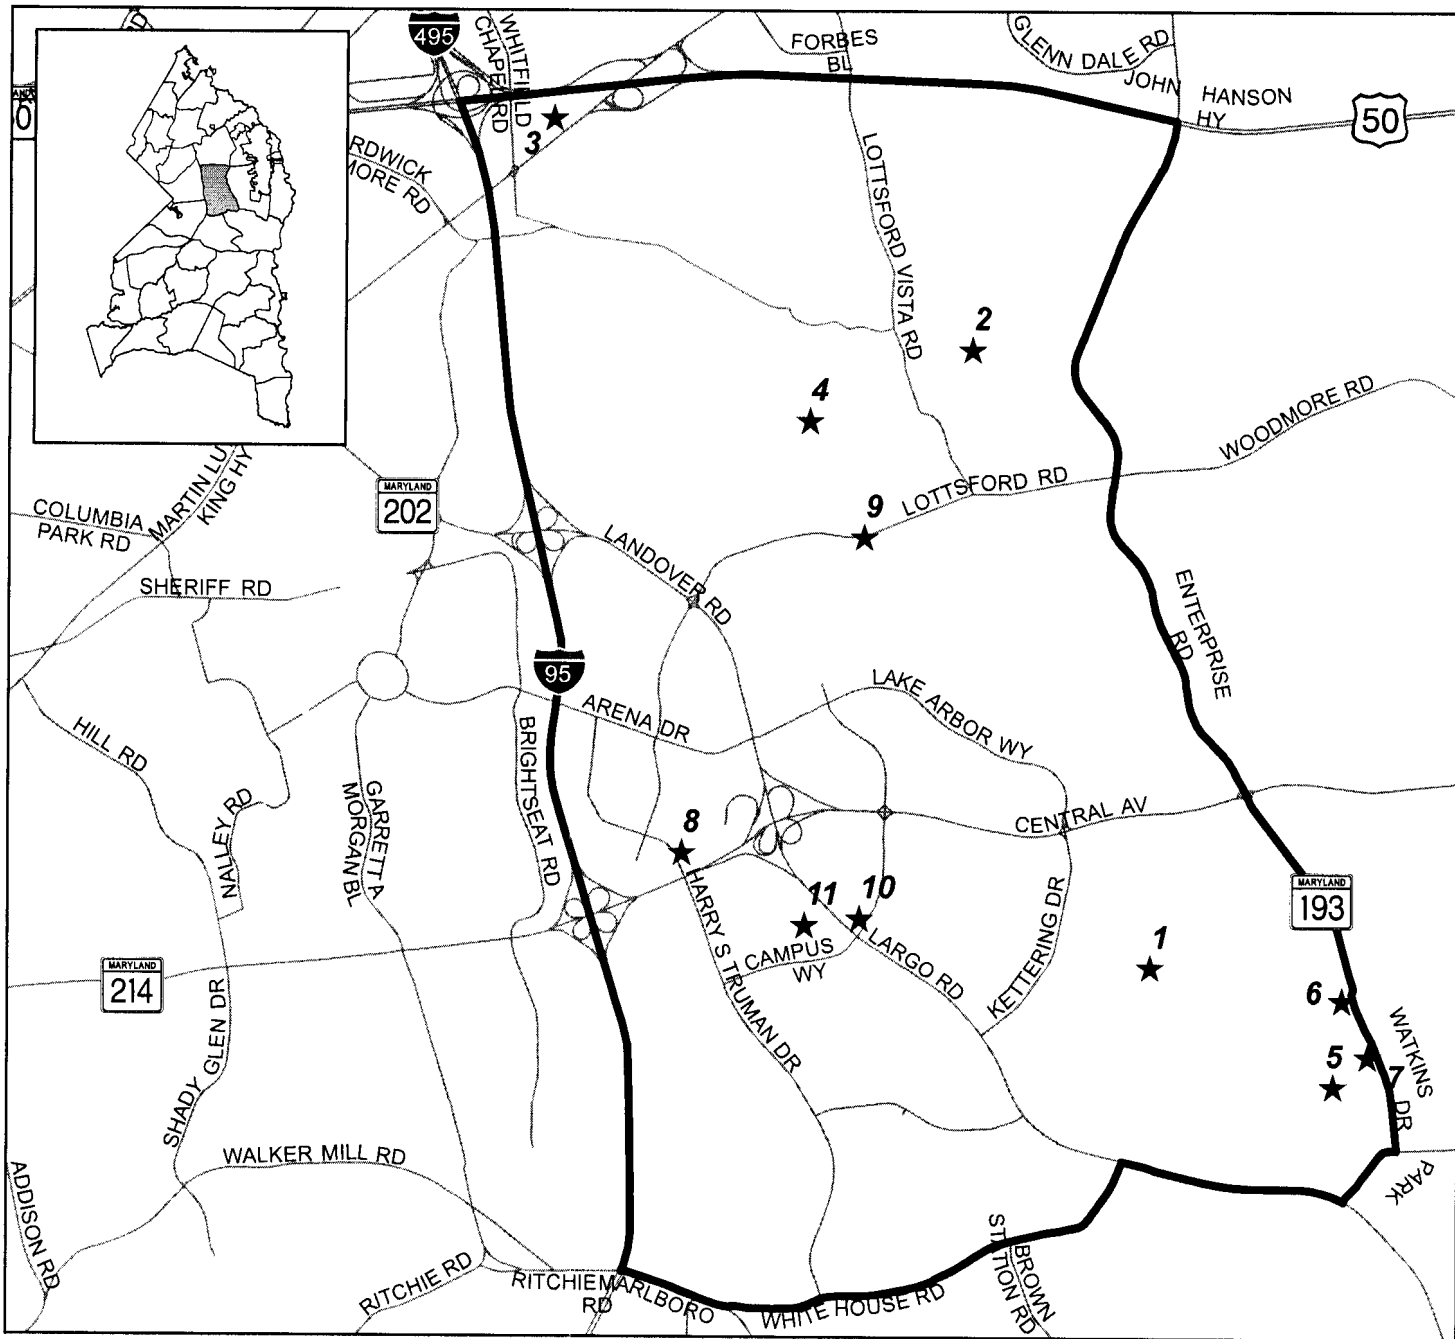 495
WHITFIELD
CHAPEL RD
FORBES
BL
GLENN DALE RD
JOHN
HANSON
HY
50
3
RDWICK
MORE RD
LOTTSFORD VISTA RD
2
4
WOODMORE RD
MARTIN LU
KING HY
MARYLAND
202
COLUMBIA
PARK RD
9
LOTTSFORD RD
LANDOVER RD
SHERIFF RD
ENTERPRISE
RD
95
LAKE ARBOR WY
ARENA DR
HILL RD
BRIGHTSEAT RD
GARRETT A
MORGAN BL
NALLEY RD
CENTRAL AV
8
HARRY S TRUMAN DR
11
10
CAMPUS
WY
LARGO RD
KETTERING DR
MARYLAND
193
1
MARYLAND
214
SHADY GLEN DR
6
5
7
WATKINS
PARK
DR
WALKER MILL RD
ADDISON RD
RITCHIE RD
RITCHIE MARLBORO
RD
WHITE HOUSE RD
BROWN
STATION RD